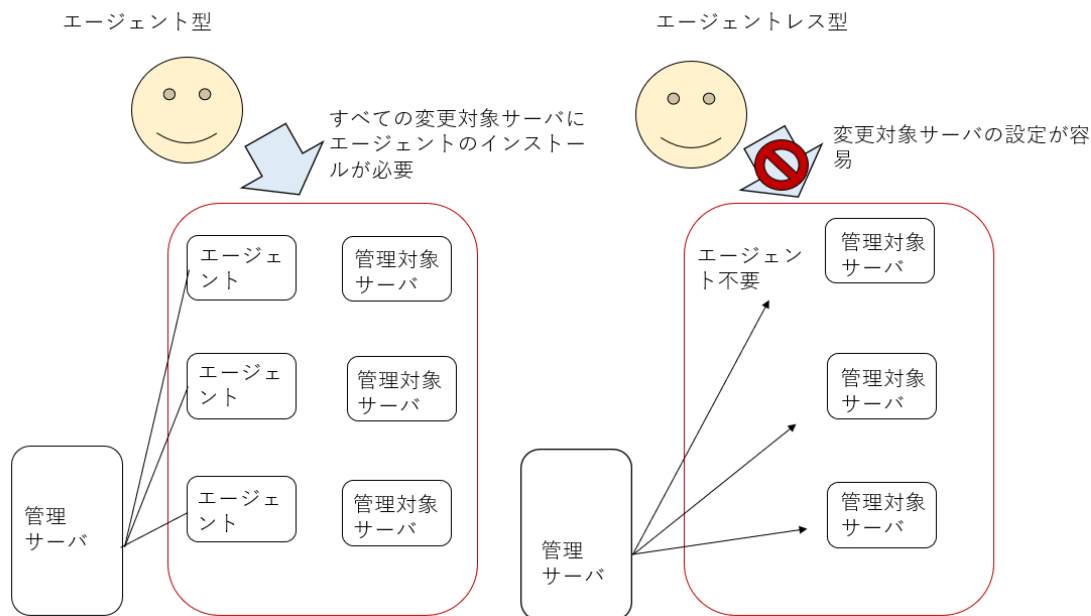 エージェント型
すべての変更対象サーバに
エージェントのインストー
ルが必要
エージェ
ント
管理対象
サーバ
エージェ
ント
管理対象
サーバ
エージェ
ント
管理対象
サーバ
管理
サーバ
エージェントレス型
変更対象サーバの設定が容
易
エージェン
ト不要
管理対象
サーバ
管理対象
サーバ
管理対象
サーバ
管理
サーバ